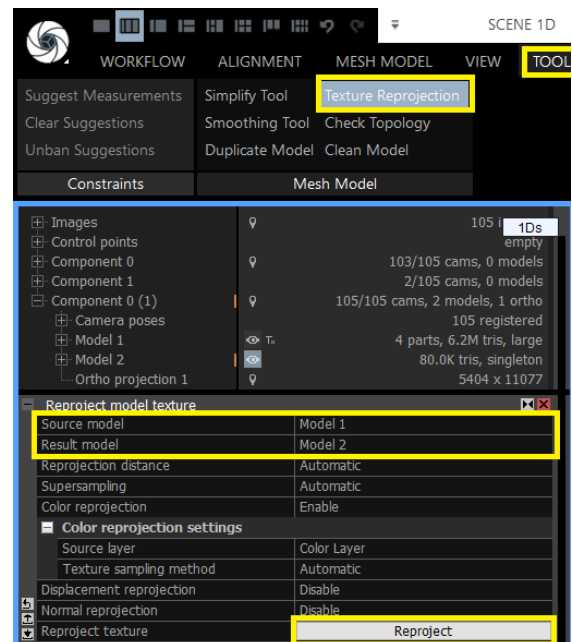 SCENE 1D
WORKFLOW ALIGNMENT MESH MODEL VIEW TOOL
Suggest Measurements Simplify Tool Texture Reprojection
Clear Suggestions Smoothing Tool Check Topology
Unban Suggestions Duplicate Model Clean Model
Constraints Mesh Model
Images 105 i 1Ds
Control points empty
Component 0 103/105 cams, 0 models
Component 1 2/105 cams, 0 models
Component 0 (1) 105/105 cams, 2 models, 1 ortho
Camera poses 105 registered
Model 1 Tx 4 parts, 6.2M tris, large
Model 2 80.0K tris, singleton
Ortho projection 1 5404 x 11077
Reproject model texture
Source model Model 1
Result model Model 2
Reprojection distance Automatic
Supersampling Automatic
Color reprojection Enable
Color reprojection settings
Source layer Color Layer
Texture sampling method Automatic
Displacement reprojection Disable
Normal reprojection Disable
Reproject texture Reproject